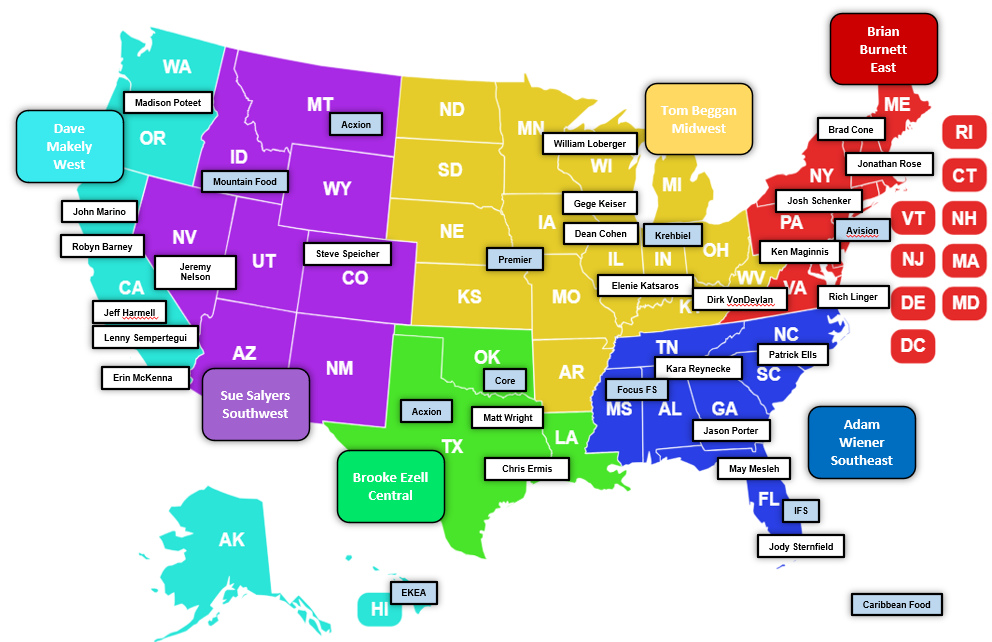 Brian
Burnett
East
WA
ME
Madison Poteet
MT
ND
Tom Beggan
Midwest
Acxion
MN
Brad Cone
RI
Dave
Makely
West
OR
William Loberger
ID
WI
Jonathan Rose
SD
MI
NY
CT
Mountain Food
WY
Josh Schenker
John Marino
Gege Keiser
IA
PA
VT
NH
NE
Dean Cohen
Krehbiel
Avision
NV
Robyn Barney
Steve Speicher
OH
Ken Maginnis
UT
Premier
IL
IN
NJ
MA
Jeremy
Nelson
CO
WV
CA
Elenie Katsaros
VA
KS
MO
Dirk VonDeylan
Rich Linger
DE
MD
K
Jeff Harmell
Lenny Sempertegui
NC
TN
DC
AZ
OK
Patrick Ells
NM
Kara Reynecke
AR
SC
Erin McKenna
Core
Focus FS
Sue Salyers
Southwest
MS
AL
GA
Acxion
Matt Wright
Adam
Wiener
Southeast
Jason Porter
LA
TX
Chris Ermis
May Mesleh
Brooke Ezell
Central
FL
IFS
AK
Jody Sternfield
EKEA
HI
Caribbean Food